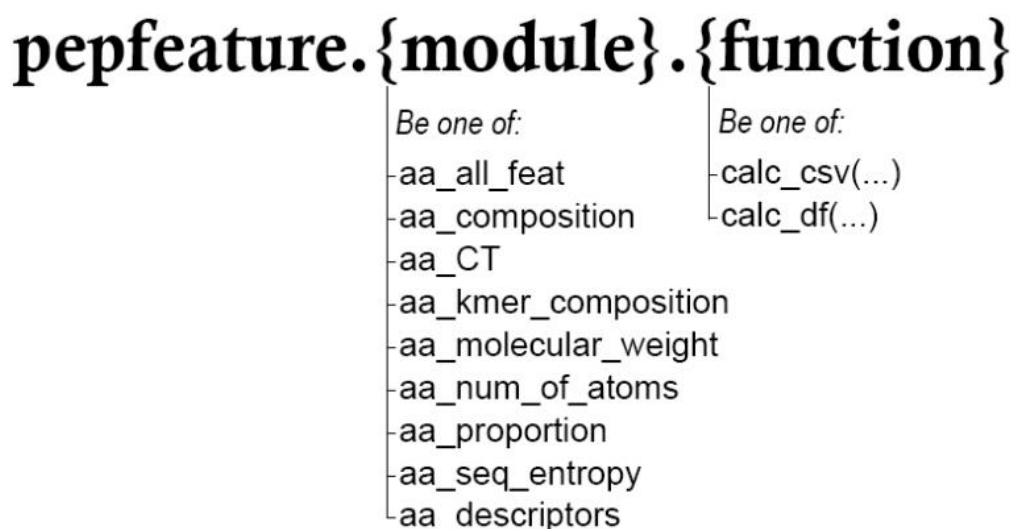 pepfeature.{module}.{function}
Be one of:
aa_all_feat
aa_composition
aa_CT
aa_kmer_composition
aa_molecular_weight
aa_num_of_atoms
aa_proportion
aa_seq_entropy
aa_descriptors
Be one of:
calc_csv(...)
calc_df(...)